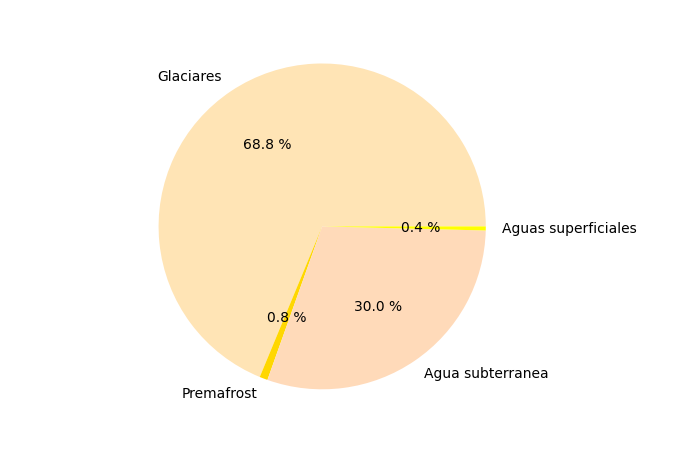 Glaciares
68.8 %
0.4 %
Aguas superficiales
30.0 %
0.8 %
Agua subterranea
Premafrost